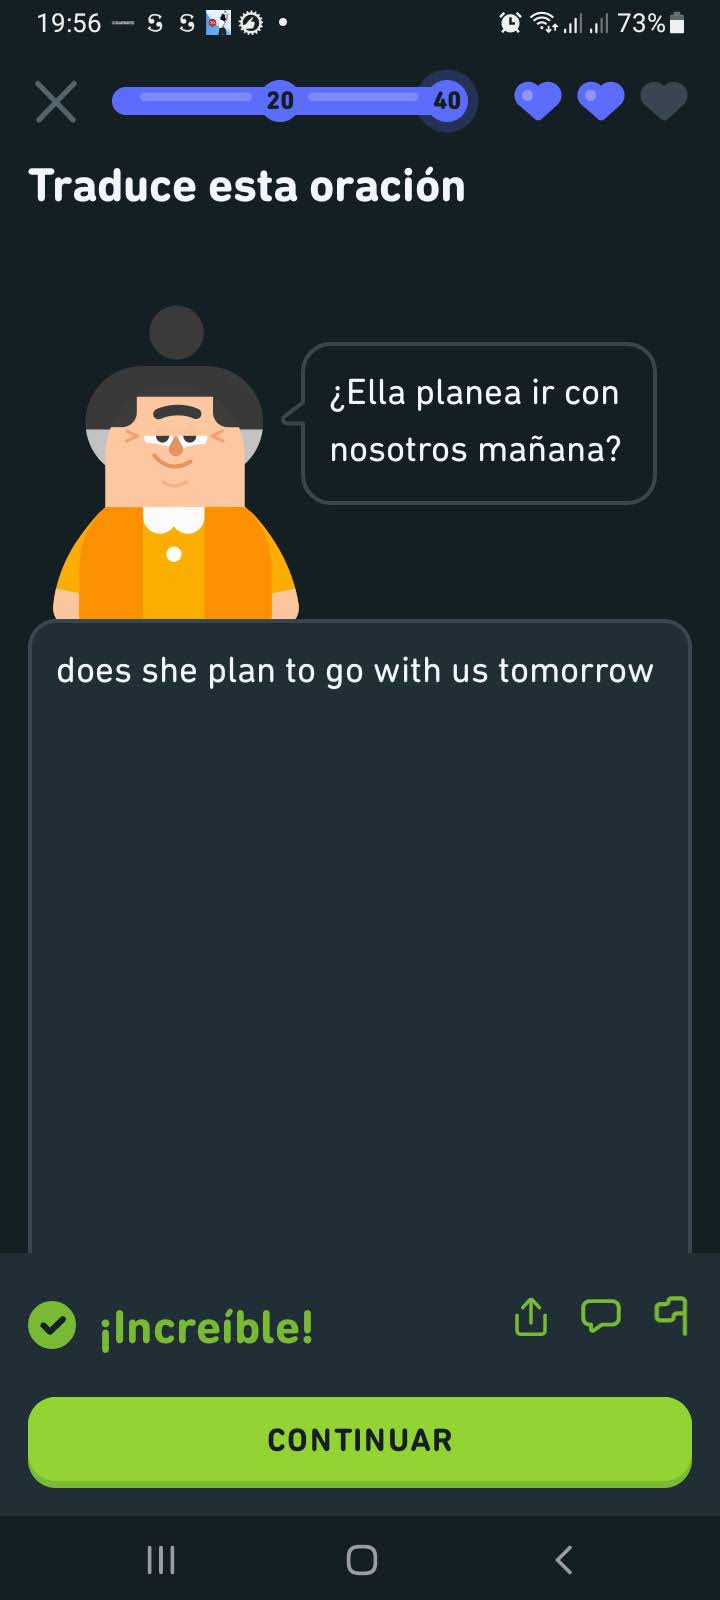 19:56
73%
20
40
Traduce esta oración
¿Ella planea ir con
nosotros mañana?
does she plan to go with us tomorrow
¡Increíble!
CONTINUAR